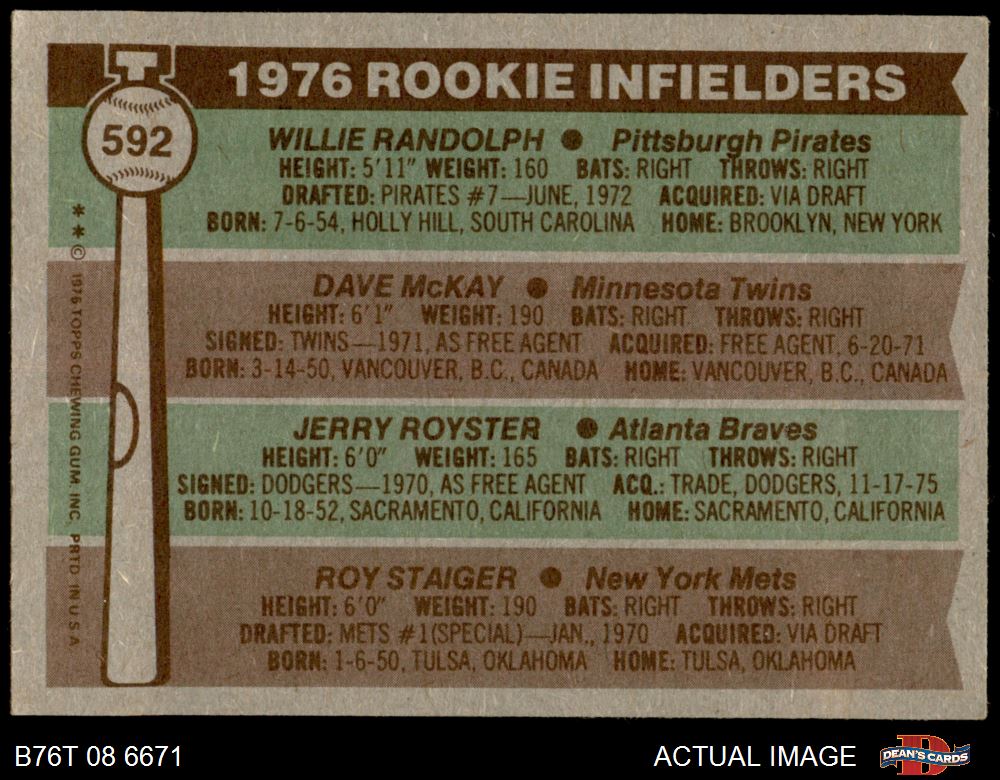 1976 ROOKIE INFIELDERS
592
WILLIE RANDOLPH ● Pittsburgh Pirates
HEIGHT: 5'11" WEIGHT: 160 BATS: RIGHT THROWS: RIGHT
DRAFTED: PIRATES #7—JUNE, 1972 ACQUIRED: VIA DRAFT
BORN: 7-6-54, HOLLY HILL, SOUTH CAROLINA HOME: BROOKLYN, NEW YORK
DAVE McKAY ● Minnesota Twins
HEIGHT: 6'1" WEIGHT: 190 BATS: RIGHT THROWS: RIGHT
SIGNED: TWINS—1971, AS FREE AGENT ACQUIRED: FREE AGENT, 6-20-71
BORN: 3-14-50, VANCOUVER, B.C., CANADA HOME: VANCOUVER, B.C., CANADA
JERRY ROYSTER ● Atlanta Braves
HEIGHT: 6'0" WEIGHT: 165 BATS: RIGHT THROWS: RIGHT
SIGNED: DODGERS—1970, AS FREE AGENT ACQ.: TRADE, DODGERS, 11-17-75
BORN: 10-18-52, SACRAMENTO, CALIFORNIA HOME: SACRAMENTO, CALIFORNIA
ROY STAIGER ● New York Mets
HEIGHT: 6'0" WEIGHT: 190 BATS: RIGHT THROWS: RIGHT
DRAFTED: METS #1(SPECIAL)—JAN., 1970 ACQUIRED: VIA DRAFT
BORN: 1-6-50, TULSA, OKLAHOMA HOME: TULSA, OKLAHOMA
** © 1976 TOPPS CHEWING GUM INC. PRTD. IN U S A
B76T 08 6671
ACTUAL IMAGE
D
DEAN'S CARDS